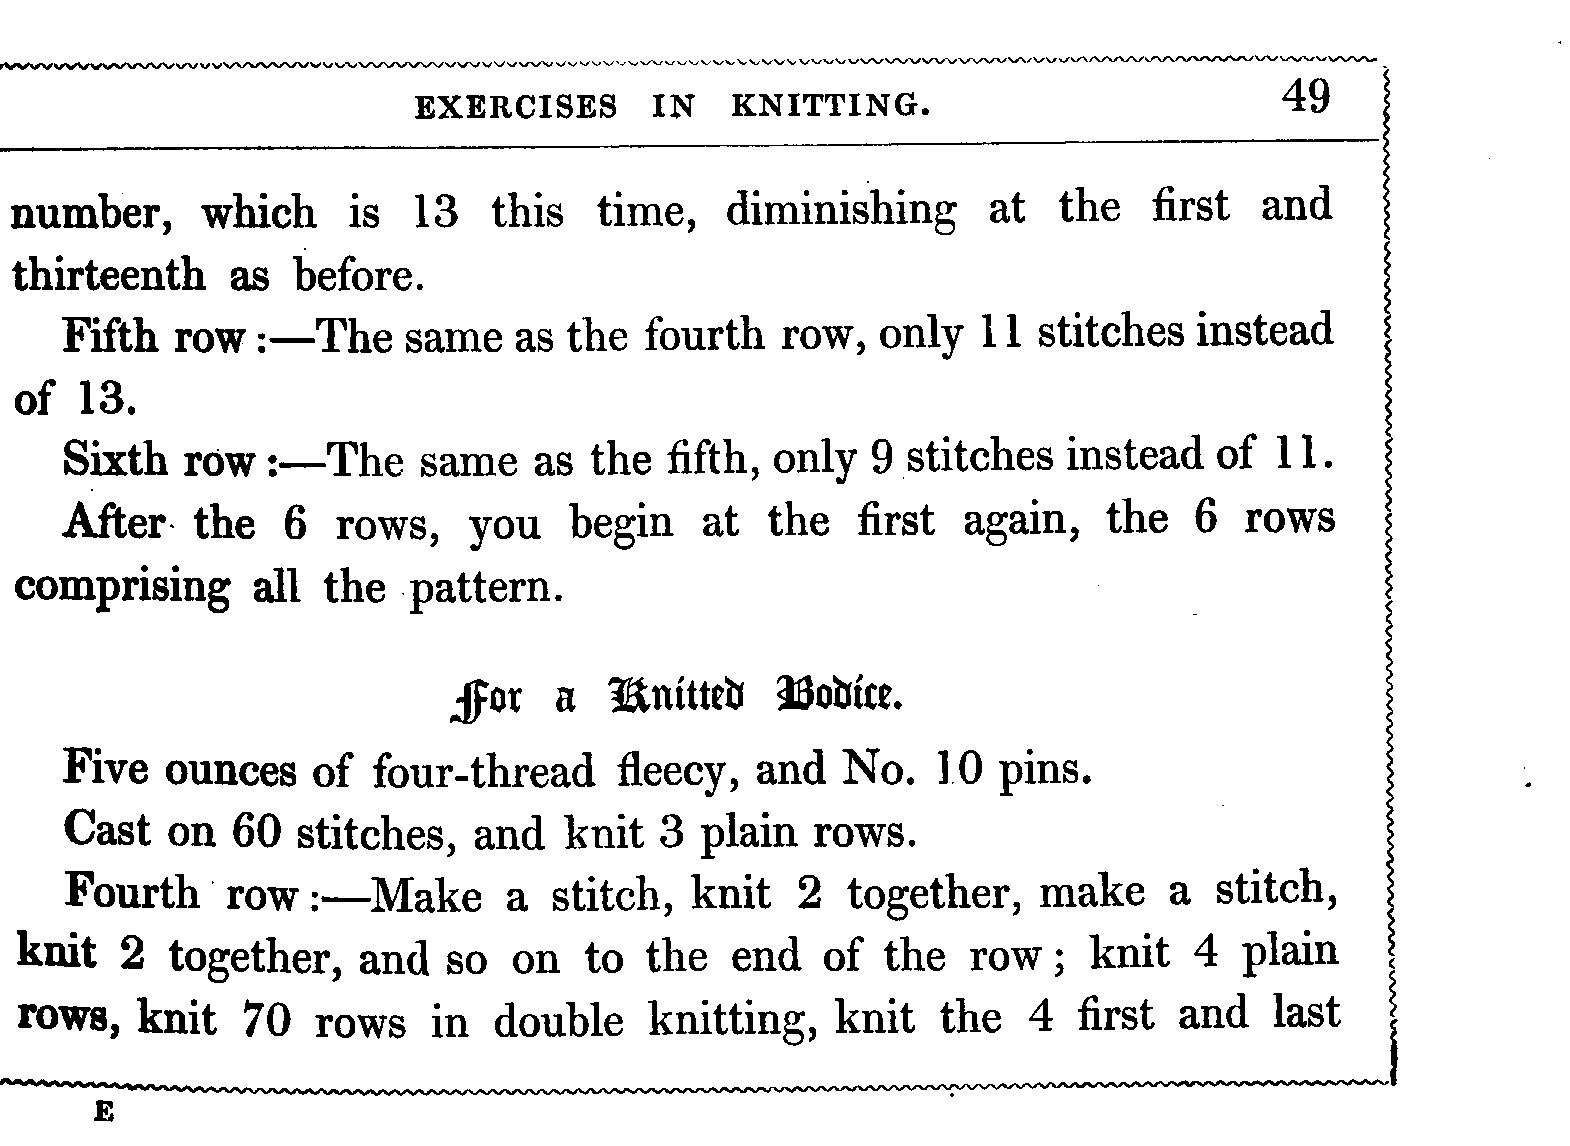 EXERCISES IN KNITTING. 49
number, which is 13 this time, diminishing at the first and
thirteenth as before.
Fifth row:—The same as the fourth row, only 11 stitches instead
of 13.
Sixth row:—The same as the fifth, only 9 stitches instead of 11.
After the 6 rows, you begin at the first again, the 6 rows
comprising all the pattern.
For a Knitted Bodice.
Five ounces of four-thread fleecy, and No. 10 pins.
Cast on 60 stitches, and knit 3 plain rows.
Fourth row:—Make a stitch, knit 2 together, make a stitch,
knit 2 together, and so on to the end of the row; knit 4 plain
rows, knit 70 rows in double knitting, knit the 4 first and last
E